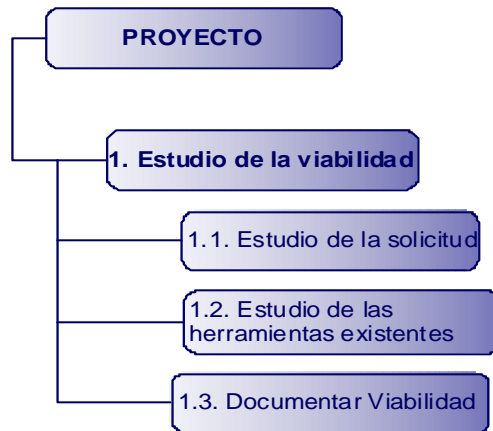 PROYECTO
1. Estudio de la viabilidad
1.1. Estudio de la solicitud
1.2. Estudio de las
herramientas existentes
1.3. Documentar Viabilidad